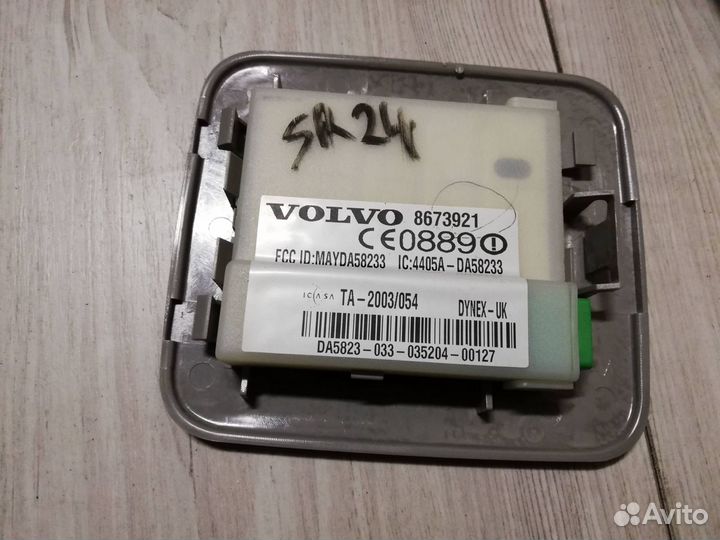 SR24
VOLVO 8673921
CE0889
FCC ID:MAYDA58233 IC:4405A-DA58233
ICASA TA-2003/054 DYNEX-UK
DA5823-033-035204-00127
Avito